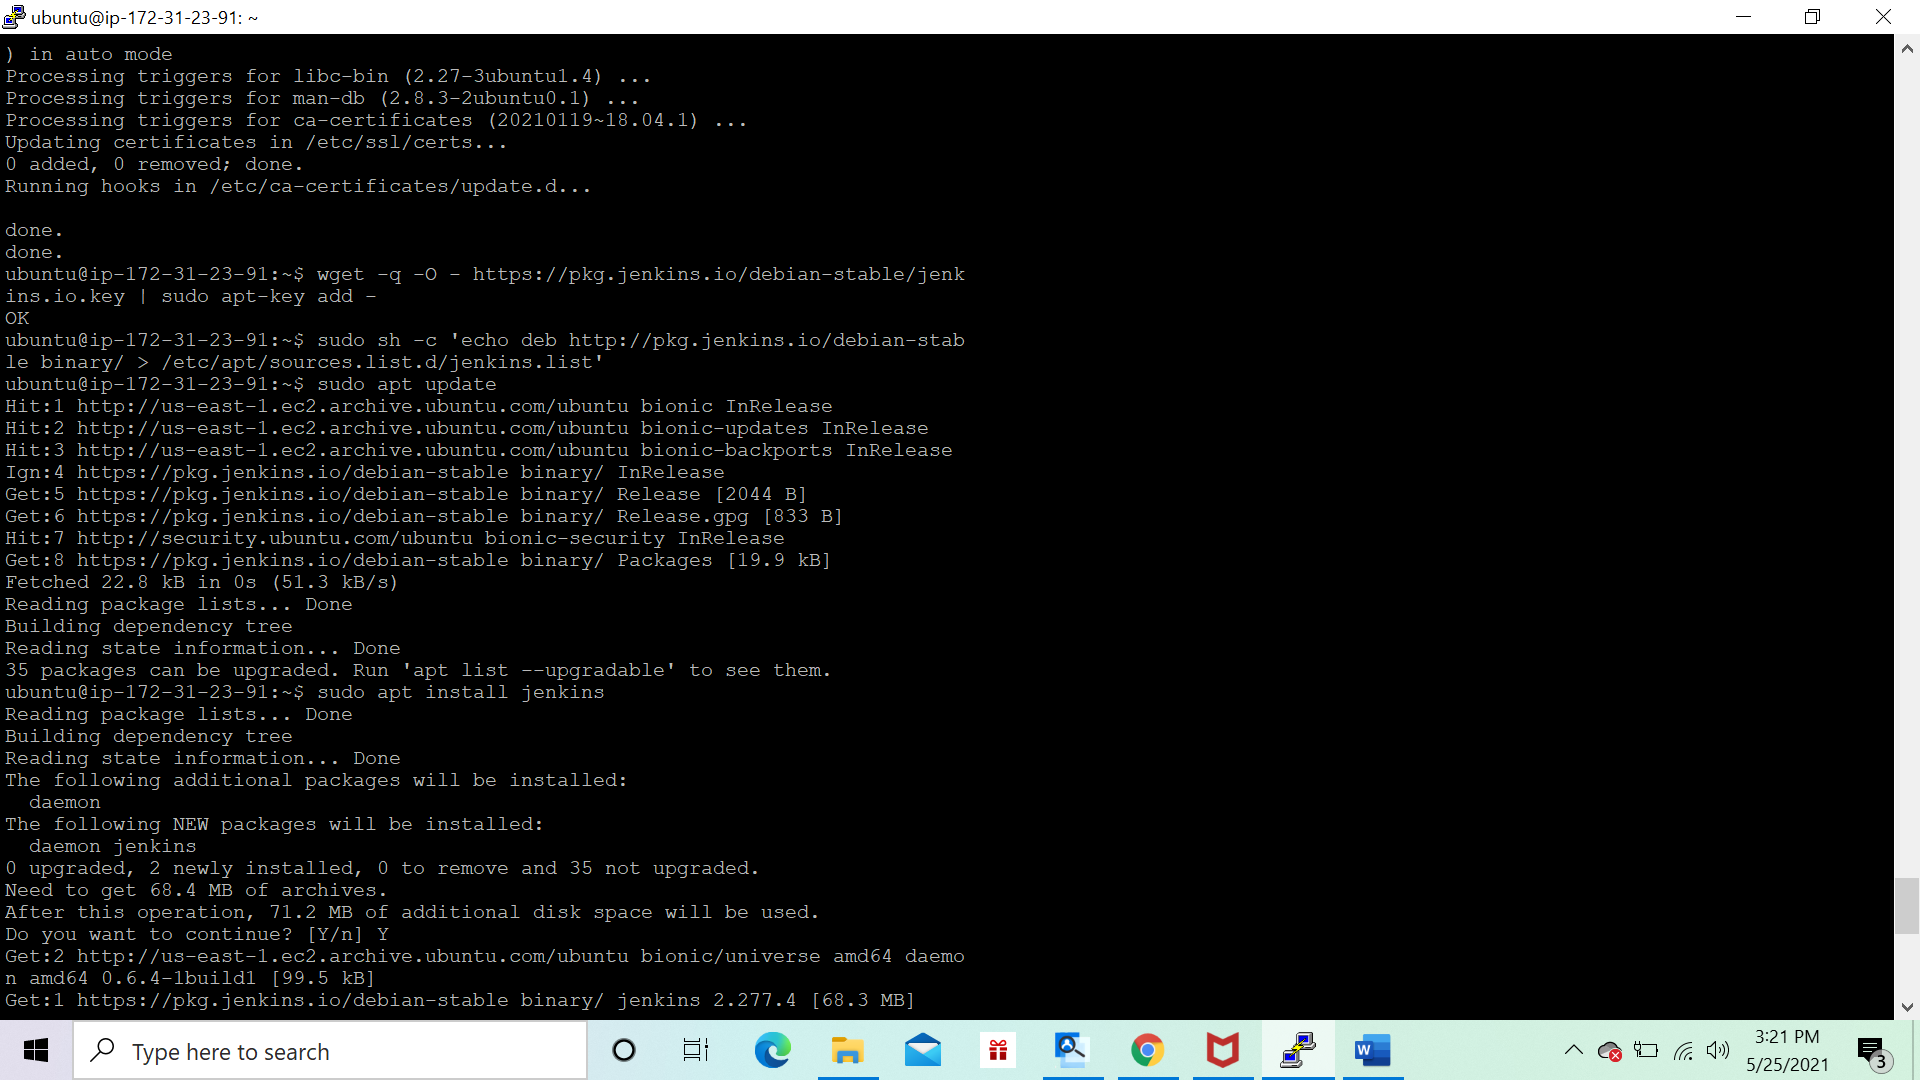 ubuntu@ip-172-31-23-91: ~
) in auto mode
Processing triggers for libc-bin (2.27-3ubuntu1.4) ...
Processing triggers for man-db (2.8.3-2ubuntu0.1) ...
Processing triggers for ca-certificates (20210119~18.04.1) ...
Updating certificates in /etc/ssl/certs...
0 added, 0 removed; done.
Running hooks in /etc/ca-certificates/update.d...
done.
done.
ubuntu@ip-172-31-23-91:~$ wget -q -O - https://pkg.jenkins.io/debian-stable/jenk
ins.io.key | sudo apt-key add -
OK
ubuntu@ip-172-31-23-91:~$ sudo sh -c 'echo deb http://pkg.jenkins.io/debian-stab
le binary/ > /etc/apt/sources.list.d/jenkins.list'
ubuntu@ip-172-31-23-91:~$ sudo apt update
Hit:1 http://us-east-1.ec2.archive.ubuntu.com/ubuntu bionic InRelease
Hit:2 http://us-east-1.ec2.archive.ubuntu.com/ubuntu bionic-updates InRelease
Hit:3 http://us-east-1.ec2.archive.ubuntu.com/ubuntu bionic-backports InRelease
Ign:4 https://pkg.jenkins.io/debian-stable binary/ InRelease
Get:5 https://pkg.jenkins.io/debian-stable binary/ Release [2044 B]
Get:6 https://pkg.jenkins.io/debian-stable binary/ Release.gpg [833 B]
Hit:7 http://security.ubuntu.com/ubuntu bionic-security InRelease
Get:8 https://pkg.jenkins.io/debian-stable binary/ Packages [19.9 kB]
Fetched 22.8 kB in 0s (51.3 kB/s)
Reading package lists... Done
Building dependency tree
Reading state information... Done
35 packages can be upgraded. Run 'apt list --upgradable' to see them.
ubuntu@ip-172-31-23-91:~$ sudo apt install jenkins
Reading package lists... Done
Building dependency tree
Reading state information... Done
The following additional packages will be installed:
  daemon
The following NEW packages will be installed:
  daemon jenkins
0 upgraded, 2 newly installed, 0 to remove and 35 not upgraded.
Need to get 68.4 MB of archives.
After this operation, 71.2 MB of additional disk space will be used.
Do you want to continue? [Y/n] Y
Get:2 http://us-east-1.ec2.archive.ubuntu.com/ubuntu bionic/universe amd64 daemo
n amd64 0.6.4-1build1 [99.5 kB]
Get:1 https://pkg.jenkins.io/debian-stable binary/ jenkins 2.277.4 [68.3 MB]
Type here to search
W
3:21 PM
5/25/2021
3